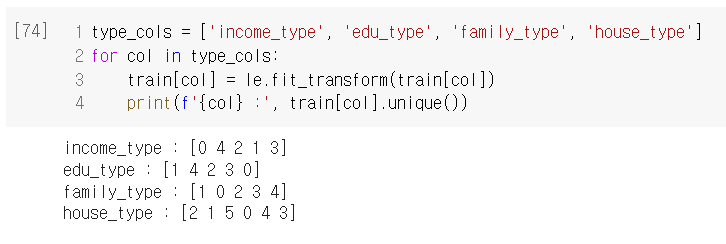 [74]
1 type_cols = ['income_type', 'edu_type', 'family_type', 'house_type']
2 for col in type_cols:
3     train[col] = le.fit_transform(train[col])
4     print(f'{col} :', train[col].unique())
income_type : [0 4 2 1 3]
edu_type : [1 4 2 3 0]
family_type : [1 0 2 3 4]
house_type : [2 1 5 0 4 3]